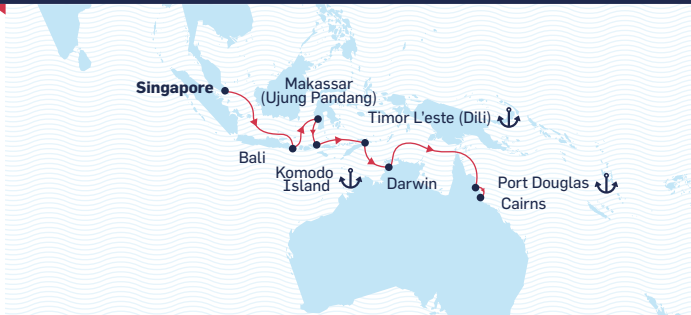 Singapore
Makassar
(Ujung Pandang)
Timor L'este (Dili)
Bali
Komodo
Island
Darwin
Port Douglas
Cairns